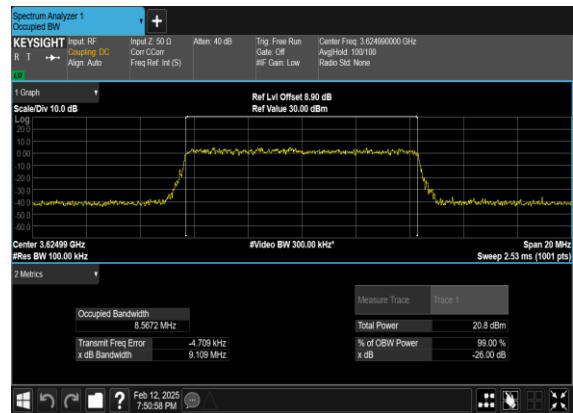 Spectrum Analyzer 1
Occupied BW
+
KEYSIGHT
R T
LW
Input: RF
Coupling: DC
Align: Auto
Input Z: 50 Ω
Corr CCorr
Freq Ref: Int (S)
Atten: 40 dB
Trig: Free Run
Gate: Off
#IF Gain: Low
Center Freq: 3.624990000 GHz
Avg|Hold: 100/100
Radio Std: None
1 Graph
Scale/Div 10.0 dB
Ref Lvl Offset 8.90 dB
Ref Value 30.00 dBm
Log
20.0
10.0
0.00
-10.0
-20.0
-30.0
-40.0
-50.0
-60.0
Center 3.62499 GHz
#Res BW 100.00 kHz
#Video BW 300.00 kHz*
Span 20 MHz
Sweep 2.53 ms (1001 pts)
2 Metrics
Measure Trace Trace 1
Occupied Bandwidth
8.5672 MHz
Total Power 20.8 dBm
Transmit Freq Error -4.709 kHz
% of OBW Power 99.00 %
x dB Bandwidth 9.109 MHz
x dB -26.00 dB
?
Feb 12, 2025
7:50:58 PM